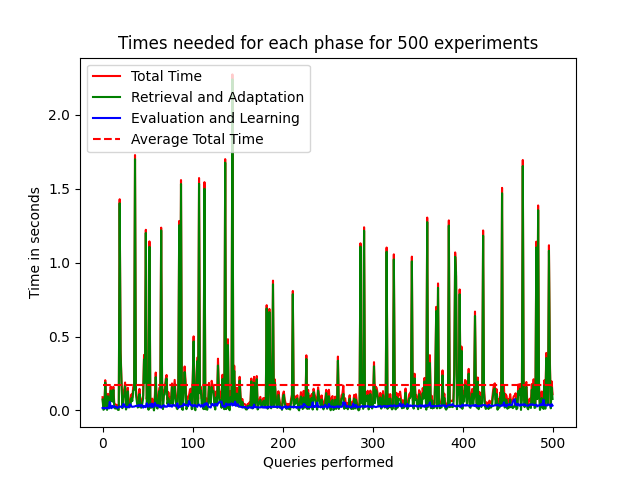 Times needed for each phase for 500 experiments
Total Time
Retrieval and Adaptation
Evaluation and Learning
Average Total Time
Time in seconds
2.0
1.5
1.0
0.5
0.0
0 100 200 300 400 500
Queries performed